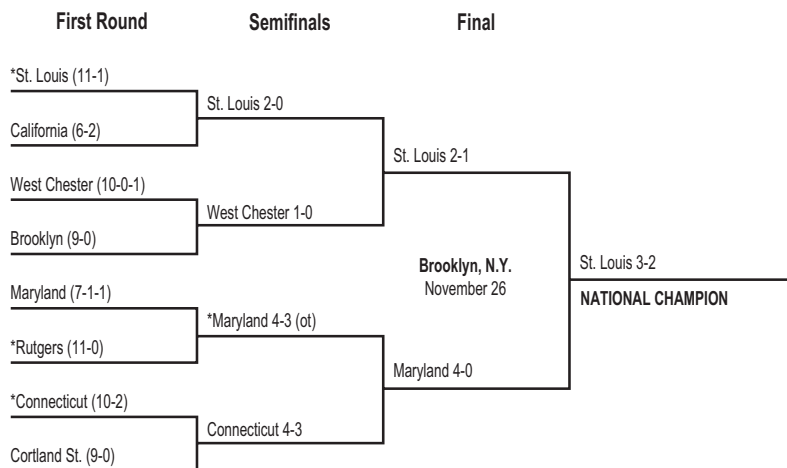 First Round
Semifinals
Final
*St. Louis (11-1)
St. Louis 2-0
California (6-2)
St. Louis 2-1
West Chester (10-0-1)
West Chester 1-0
Brooklyn (9-0)
Brooklyn, N.Y.
November 26
St. Louis 3-2
NATIONAL CHAMPION
Maryland (7-1-1)
*Maryland 4-3 (ot)
*Rutgers (11-0)
Maryland 4-0
*Connecticut (10-2)
Connecticut 4-3
Cortland St. (9-0)